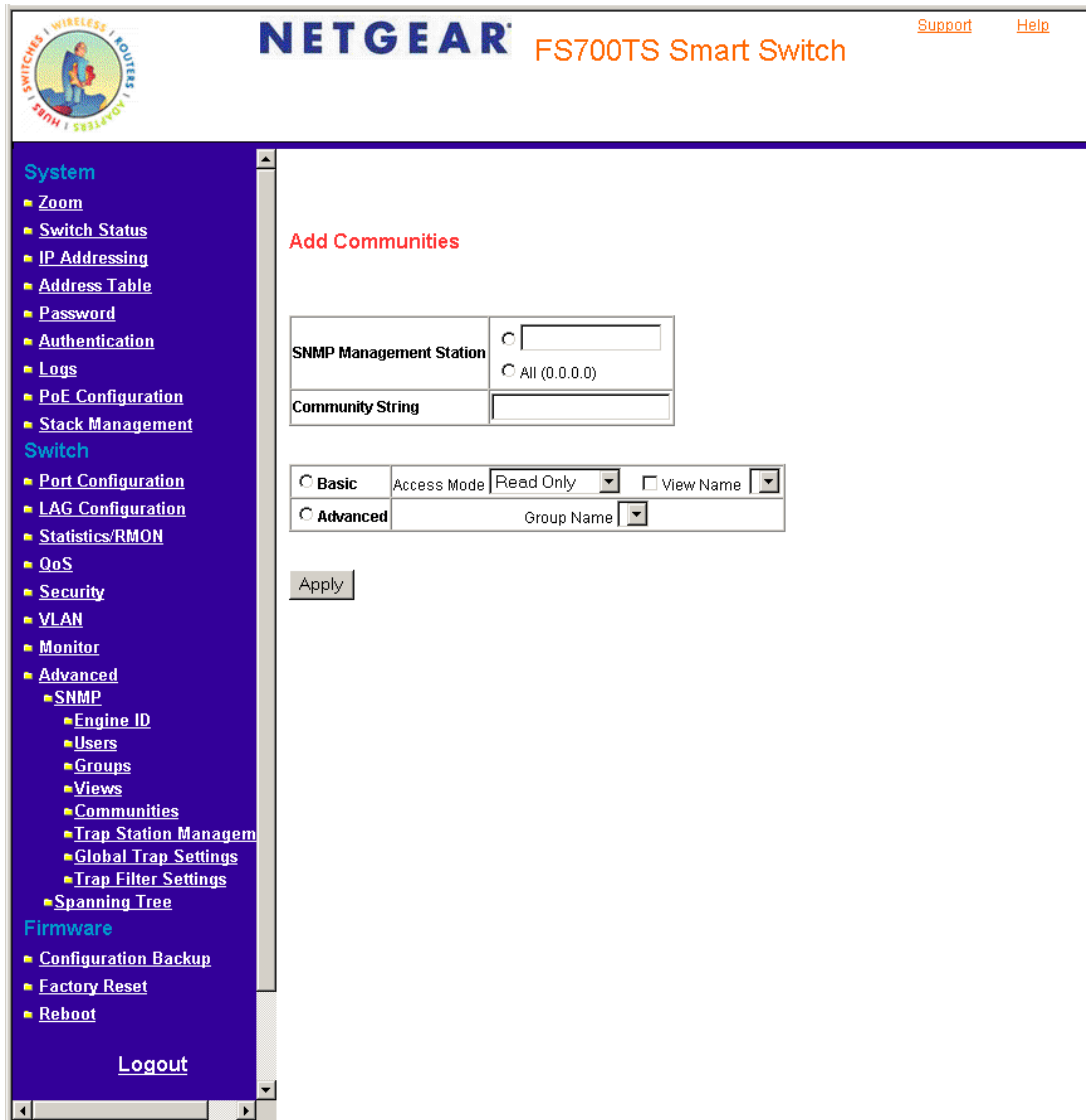 SWITCHES | WIRELESS | ROUTERS | ADAPTERS | HUBS
NETGEAR
FS700TS Smart Switch
Support
Help
System
Zoom
Switch Status
IP Addressing
Address Table
Password
Authentication
Logs
PoE Configuration
Stack Management
Switch
Port Configuration
LAG Configuration
Statistics/RMON
QoS
Security
VLAN
Monitor
Advanced
SNMP
Engine ID
Users
Groups
Views
Communities
Trap Station Managem
Global Trap Settings
Trap Filter Settings
Spanning Tree
Firmware
Configuration Backup
Factory Reset
Reboot
Logout
Add Communities
SNMP Management Station
All (0.0.0.0)
Community String
Basic Access Mode Read Only View Name
Advanced Group Name
Apply